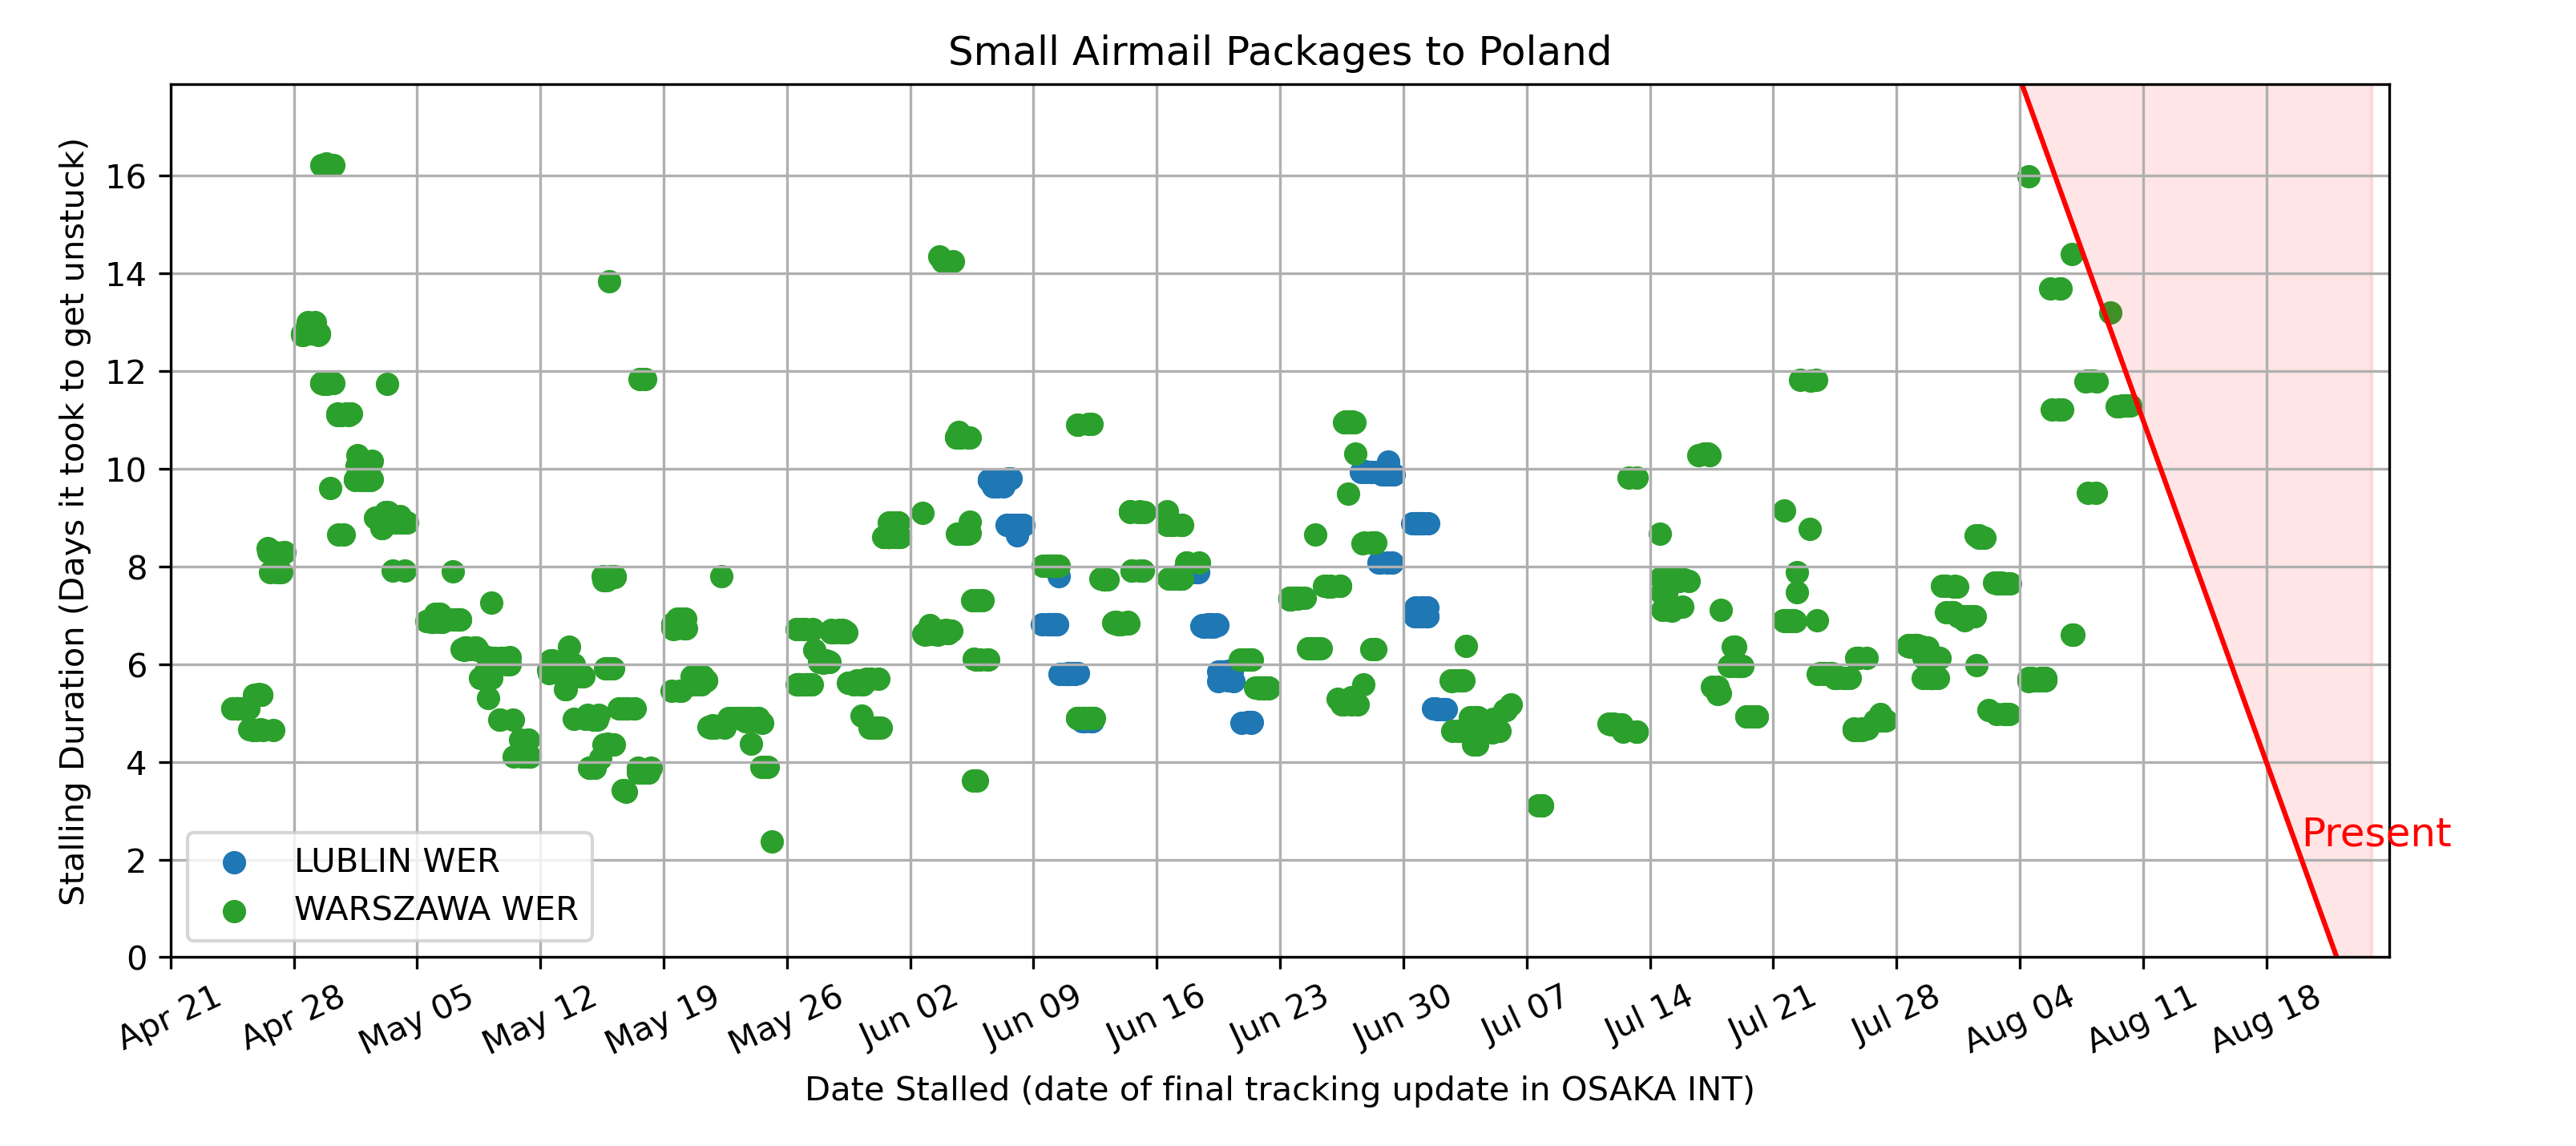 Small Airmail Packages to Poland
Stalling Duration (Days it took to get unstuck)
16
14
12
10
8
6
4
2
0
Present
LUBLIN WER
WARSZAWA WER
Apr 21
Apr 28
May 05
May 12
May 19
May 26
Jun 02
Jun 09
Jun 16
Jun 23
Jun 30
Jul 07
Jul 14
Jul 21
Jul 28
Aug 04
Aug 11
Aug 18
Date Stalled (date of final tracking update in OSAKA INT)